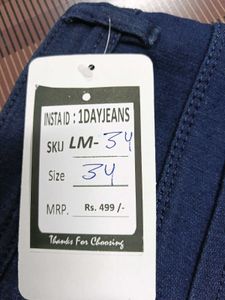 INSTA ID : 1DAYJEANS
SKU LM-34
Size 34
MRP. Rs. 499 /-
Thanks For Choosing